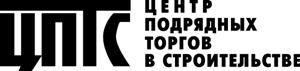 ЦПТС
ЦЕНТР
ПОДРЯДНЫХ
ТОРГОВ
В СТРОИТЕЛЬСТВЕ